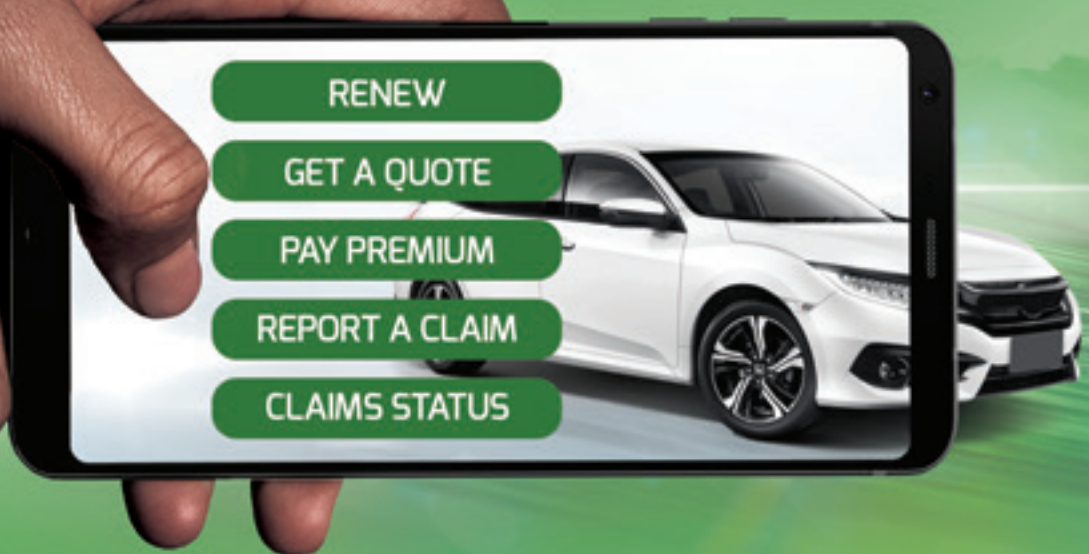 RENEW
GET A QUOTE
PAY PREMIUM
REPORT A CLAIM
CLAIMS STATUS